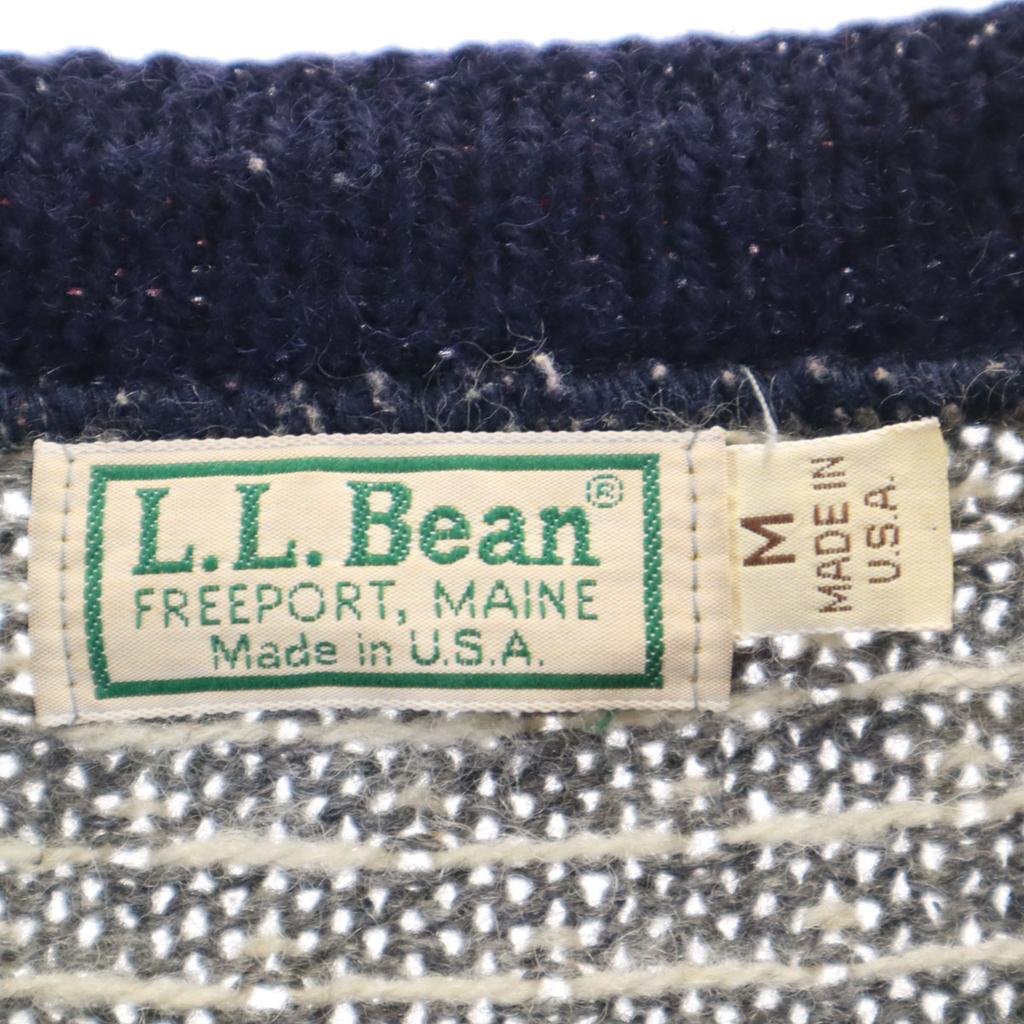 L.L.Bean®
FREEPORT, MAINE
Made in U.S.A.
M
MADE IN
U.S.A.